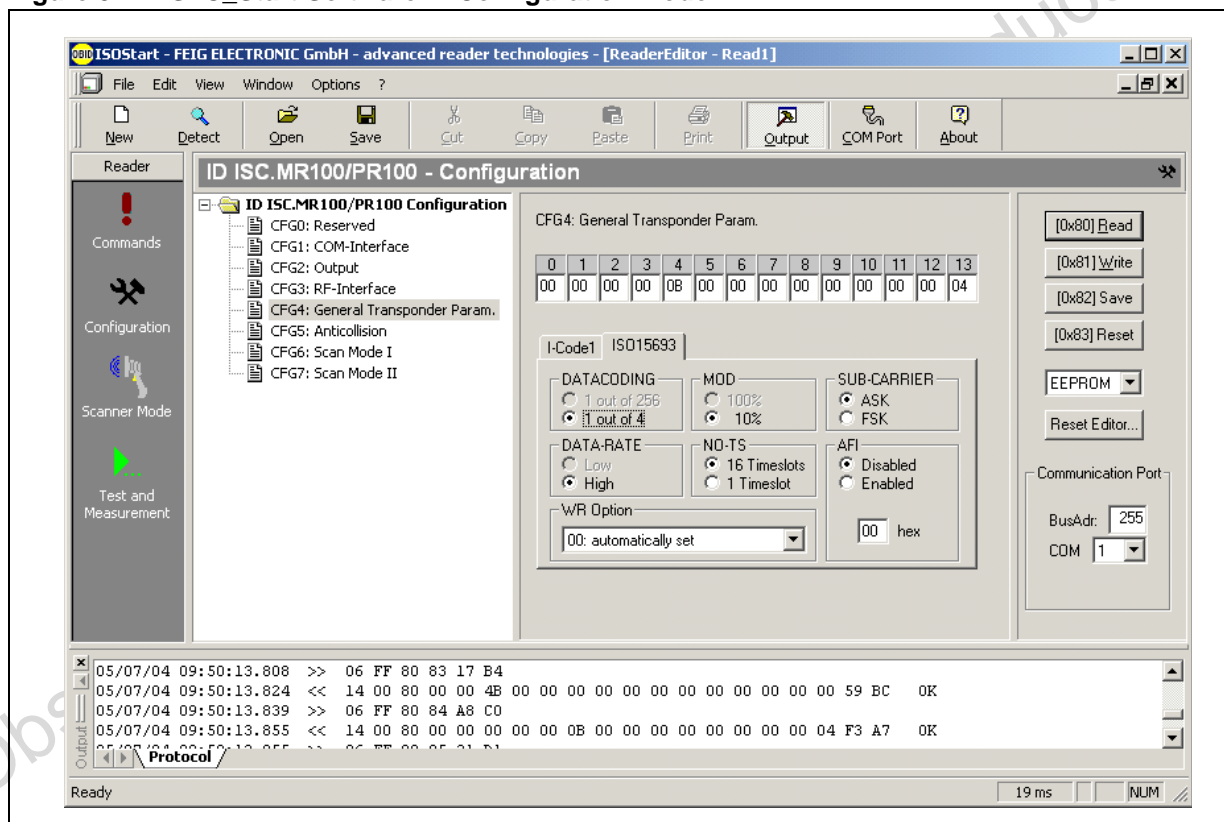 OBID ISOStart - FEIG ELECTRONIC GmbH - advanced reader technologies - [ReaderEditor - Read1]
File Edit View Window Options ?
New Detect Open Save Cut Copy Paste Print Output COM Port About
Reader
ID ISC.MR100/PR100 - Configuration
Commands
Configuration
Scanner Mode
Test and
Measurement
ID ISC.MR100/PR100 Configuration
CFG0: Reserved
CFG1: COM-Interface
CFG2: Output
CFG3: RF-Interface
CFG4: General Transponder Param.
CFG5: Anticollision
CFG6: Scan Mode I
CFG7: Scan Mode II
CFG4: General Transponder Param.
0 1 2 3 4 5 6 7 8 9 10 11 12 13
00 00 00 00 0B 00 00 00 00 00 00 00 00 04
I-Code1 ISO15693
DATACODING
1 out of 256
1 out of 4
MOD
100%
10%
SUB-CARRIER
ASK
FSK
DATA-RATE
Low
High
NO-TS
16 Timeslots
1 Timeslot
AFI
Disabled
Enabled
00 hex
WR Option
00: automatically set
[0x80] Read
[0x81] Write
[0x82] Save
[0x83] Reset
EEPROM
Reset Editor...
Communication Port
BusAdr: 255
COM 1
Output
05/07/04 09:50:13.808 >> 06 FF 80 83 17 B4
05/07/04 09:50:13.824 << 14 00 80 00 00 4B 00 00 00 00 00 00 00 00 00 00 00 00 59 BC OK
05/07/04 09:50:13.839 >> 06 FF 80 84 A8 C0
05/07/04 09:50:13.855 << 14 00 80 00 00 00 00 00 0B 00 00 00 00 00 00 00 00 04 F3 A7 OK
Protocol
Ready
19 ms NUM